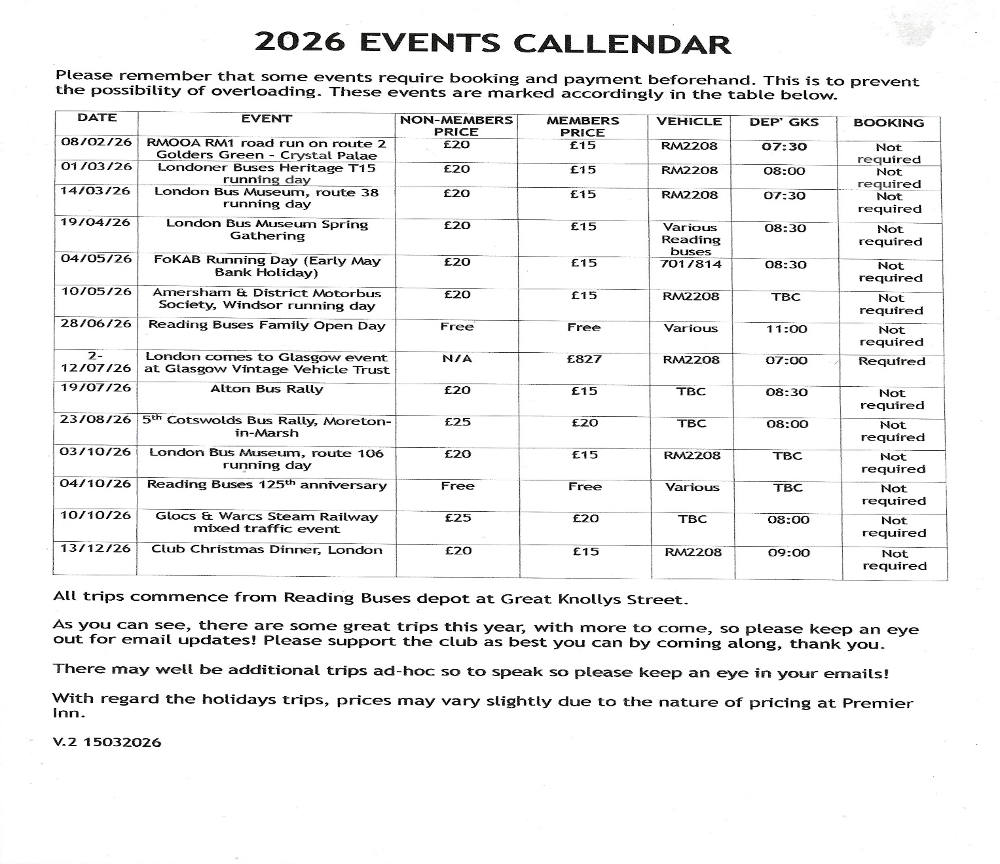 2026 EVENTS CALLENDAR
Please remember that some events require booking and payment beforehand. This is to prevent
the possibility of overloading. These events are marked accordingly in the table below.
DATE EVENT NON-MEMBERS PRICE MEMBERS PRICE VEHICLE DEP' GKS BOOKING
08/02/26 RMOOA RM1 road run on route 2 Golders Green - Crystal Palae £20 £15 RM2208 07:30 Not required
01/03/26 Londoner Buses Heritage T15 running day £20 £15 RM2208 08:00 Not required
14/03/26 London Bus Museum, route 38 running day £20 £15 RM2208 07:30 Not required
19/04/26 London Bus Museum Spring Gathering £20 £15 Various Reading buses 08:30 Not required
04/05/26 FoKAB Running Day (Early May Bank Holiday) £20 £15 701/814 08:30 Not required
10/05/26 Amersham & District Motorbus Society, Windsor running day £20 £15 RM2208 TBC Not required
28/06/26 Reading Buses Family Open Day Free Free Various 11:00 Not required
2-12/07/26 London comes to Glasgow event at Glasgow Vintage Vehicle Trust N/A £827 RM2208 07:00 Required
19/07/26 Alton Bus Rally £20 £15 TBC 08:30 Not required
23/08/26 5th Cotswolds Bus Rally, Moreton-in-Marsh £25 £20 TBC 08:00 Not required
03/10/26 London Bus Museum, route 106 running day £20 £15 RM2208 TBC Not required
04/10/26 Reading Buses 125th anniversary Free Free Various TBC Not required
10/10/26 Glocs & Warcs Steam Railway mixed traffic event £25 £20 TBC 08:00 Not required
13/12/26 Club Christmas Dinner, London £20 £15 RM2208 09:00 Not required
All trips commence from Reading Buses depot at Great Knollys Street.
As you can see, there are some great trips this year, with more to come, so please keep an eye
out for email updates! Please support the club as best you can by coming along, thank you.
There may well be additional trips ad-hoc so to speak so please keep an eye in your emails!
With regard the holidays trips, prices may vary slightly due to the nature of pricing at Premier
Inn.
V.2 15032026